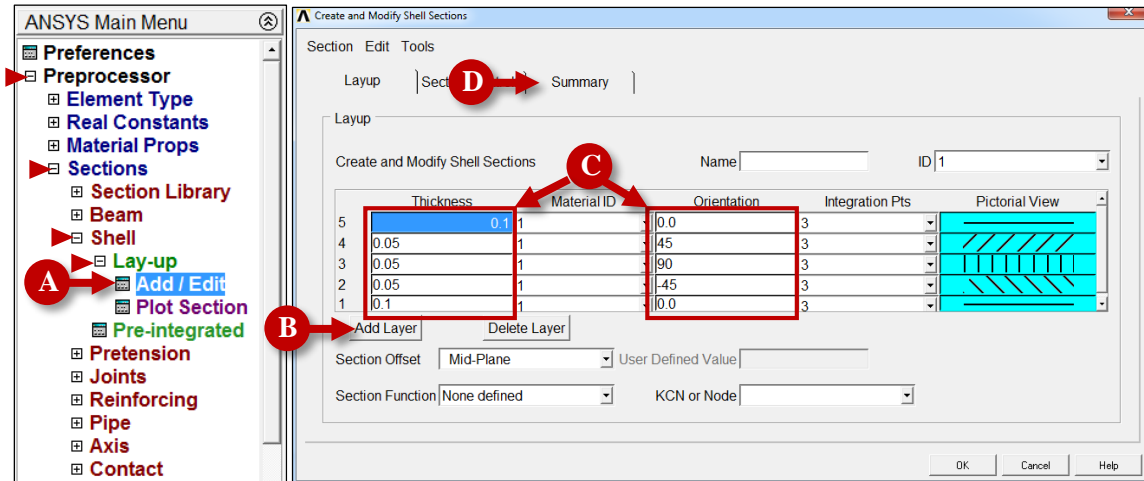 ANSYS Main Menu
Preferences
Preprocessor
Element Type
Real Constants
Material Props
Sections
Section Library
Beam
Shell
Lay-up
A
Add / Edit
Plot Section
Pre-integrated
Pretension
Joints
Reinforcing
Pipe
Axis
Contact
Create and Modify Shell Sections
Section Edit Tools
Layup D Summary
Layup
Create and Modify Shell Sections Name ID 1
C
Thickness Material ID Orientation Integration Pts Pictorial View
5 0.1 1 0.0 3
4 0.05 1 45 3
3 0.05 1 90 3
2 0.05 1 -45 3
1 0.1 1 0.0 3
B Add Layer Delete Layer
Section Offset Mid-Plane User Defined Value
Section Function None defined KCN or Node
OK Cancel Help